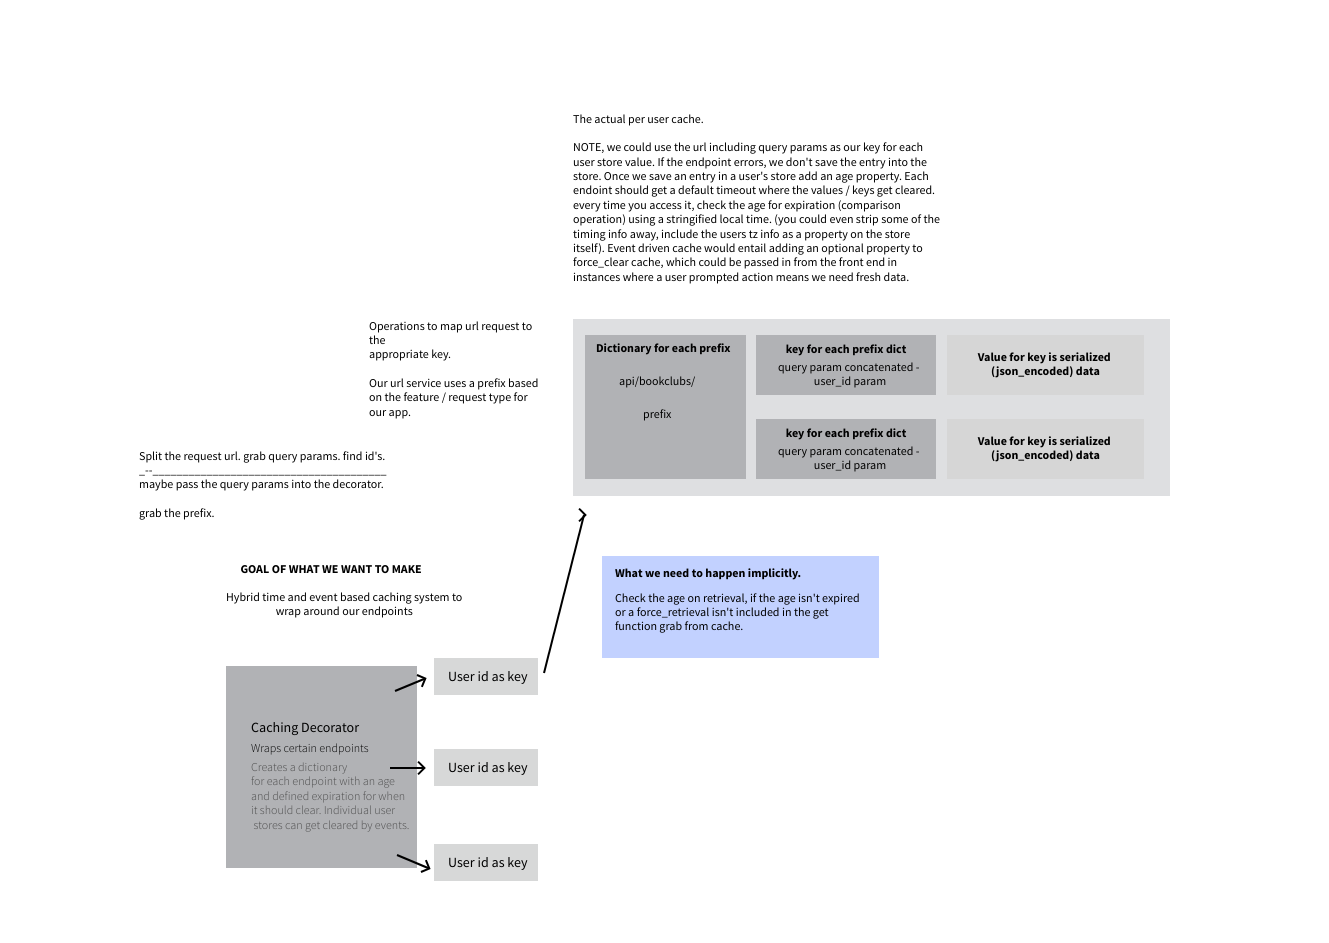 The actual per user cache.
NOTE, we could use the url including query params as our key for each
user store value. If the endpoint errors, we don't save the entry into the
store. Once we save an entry in a user's store add an age property. Each
endoint should get a default timeout where the values / keys get cleared.
every time you access it, check the age for expiration (comparison
operation) using a stringified local time. (you could even strip some of the
timing info away, include the users tz info as a property on the store
itself). Event driven cache would entail adding an optional property to
force_clear cache, which could be passed in from the front end in
instances where a user prompted action means we need fresh data.
Operations to map url request to
the
appropriate key.
Our url service uses a prefix based
on the feature / request type for
our app.
Dictionary for each prefix
api/bookclubs/
prefix
key for each prefix dict
query param concatenated -
user_id param
Value for key is serialized
(json_encoded) data
key for each prefix dict
query param concatenated -
user_id param
Value for key is serialized
(json_encoded) data
Split the request url. grab query params. find id's.
_--_______________________________________
maybe pass the query params into the decorator.
grab the prefix.
GOAL OF WHAT WE WANT TO MAKE
Hybrid time and event based caching system to
wrap around our endpoints
What we need to happen implicitly.
Check the age on retrieval, if the age isn't expired
or a force_retrieval isn't included in the get
function grab from cache.
Caching Decorator
Wraps certain endpoints
Creates a dictionary
for each endpoint with an age
and defined expiration for when
it should clear. Individual user
stores can get cleared by events.
User id as key
User id as key
User id as key